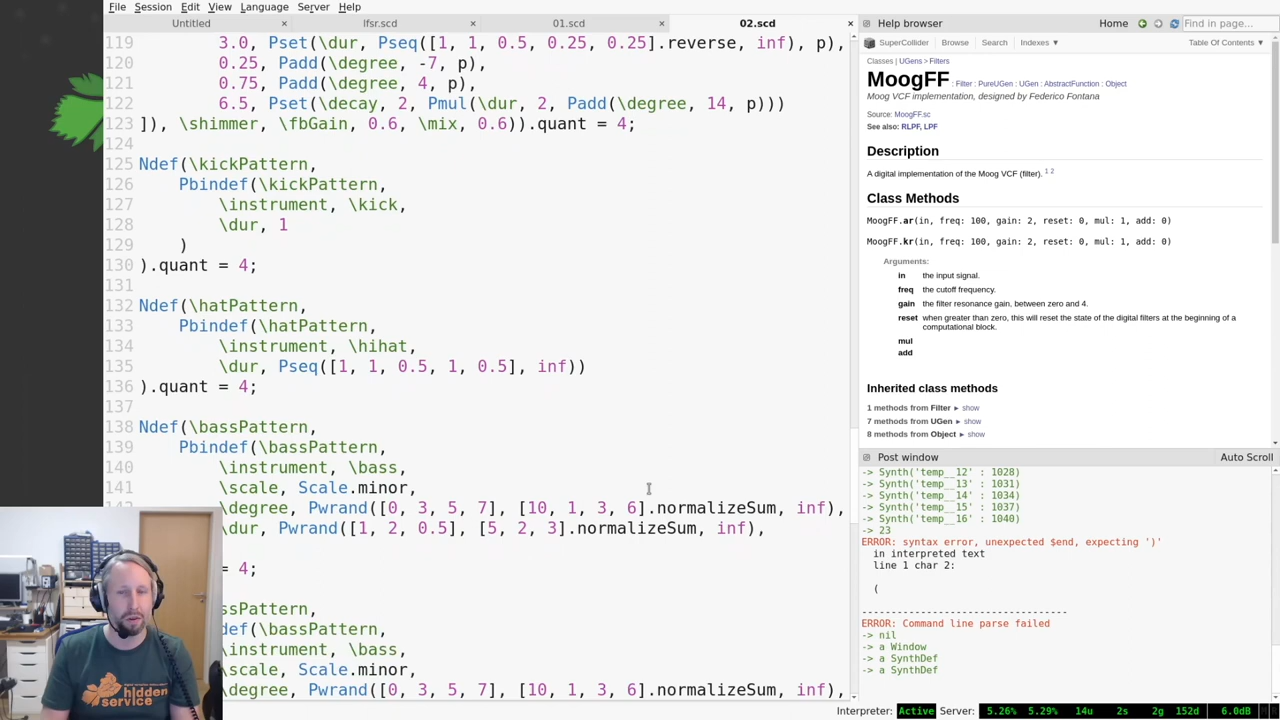 File Session Edit View Language Server Help
Untitled × lfsr.scd × 01.scd × 02.scd ×
119 3.0, Pset(\dur, Pseq([1, 1, 0.5, 0.25, 0.25].reverse, inf), p),
120 0.25, Padd(\degree, -7, p),
121 0.75, Padd(\degree, 4, p),
122 6.5, Pset(\decay, 2, Pmul(\dur, 2, Padd(\degree, 14, p)))
123 ]), \shimmer, \fbGain, 0.6, \mix, 0.6)).quant = 4;
124
125 Ndef(\kickPattern,
126 Pbindef(\kickPattern,
127 \instrument, \kick,
128 \dur, 1
129 )
130 ).quant = 4;
131
132 Ndef(\hatPattern,
133 Pbindef(\hatPattern,
134 \instrument, \hihat,
135 \dur, Pseq([1, 1, 0.5, 1, 0.5], inf))
136 ).quant = 4;
137
138 Ndef(\bassPattern,
139 Pbindef(\bassPattern,
140 \instrument, \bass,
141 \scale, Scale.minor,
\degree, Pwrand([0, 3, 5, 7], [10, 1, 3, 6].normalizeSum, inf),
\dur, Pwrand([1, 2, 0.5], [5, 2, 3].normalizeSum, inf),
= 4;
ssPattern,
def(\bassPattern,
\instrument, \bass,
\scale, Scale.minor,
\degree, Pwrand([0, 3, 5, 7], [10, 1, 3, 6].normalizeSum, inf),
hidden
service
Help browser Home Find in page...
SuperCollider Browse Search Indexes ▼ Table Of Contents ▼
Classes | UGens > Filters
MoogFF : Filter : PureUGen : UGen : AbstractFunction : Object
Moog VCF implementation, designed by Federico Fontana
Source: MoogFF.sc
See also: RLPF, LPF
Description
A digital implementation of the Moog VCF (filter). 1 2
Class Methods
MoogFF.ar(in, freq: 100, gain: 2, reset: 0, mul: 1, add: 0)
MoogFF.kr(in, freq: 100, gain: 2, reset: 0, mul: 1, add: 0)
Arguments:
in the input signal.
freq the cutoff frequency.
gain the filter resonance gain, between zero and 4.
reset when greater than zero, this will reset the state of the digital filters at the beginning of a
computational block.
mul
add
Inherited class methods
1 methods from Filter ► show
7 methods from UGen ► show
8 methods from Object ► show
Post window Auto Scroll
-> Synth('temp__12' : 1028)
-> Synth('temp__13' : 1031)
-> Synth('temp__14' : 1034)
-> Synth('temp__15' : 1037)
-> Synth('temp__16' : 1040)
-> 23
ERROR: syntax error, unexpected $end, expecting ')'
in interpreted text
line 1 char 2:
(
-----------------------------------
ERROR: Command line parse failed
-> nil
-> a Window
-> a SynthDef
-> a SynthDef
Interpreter: Active Server: 5.26% 5.29% 14u 2s 2g 152d 6.0dB